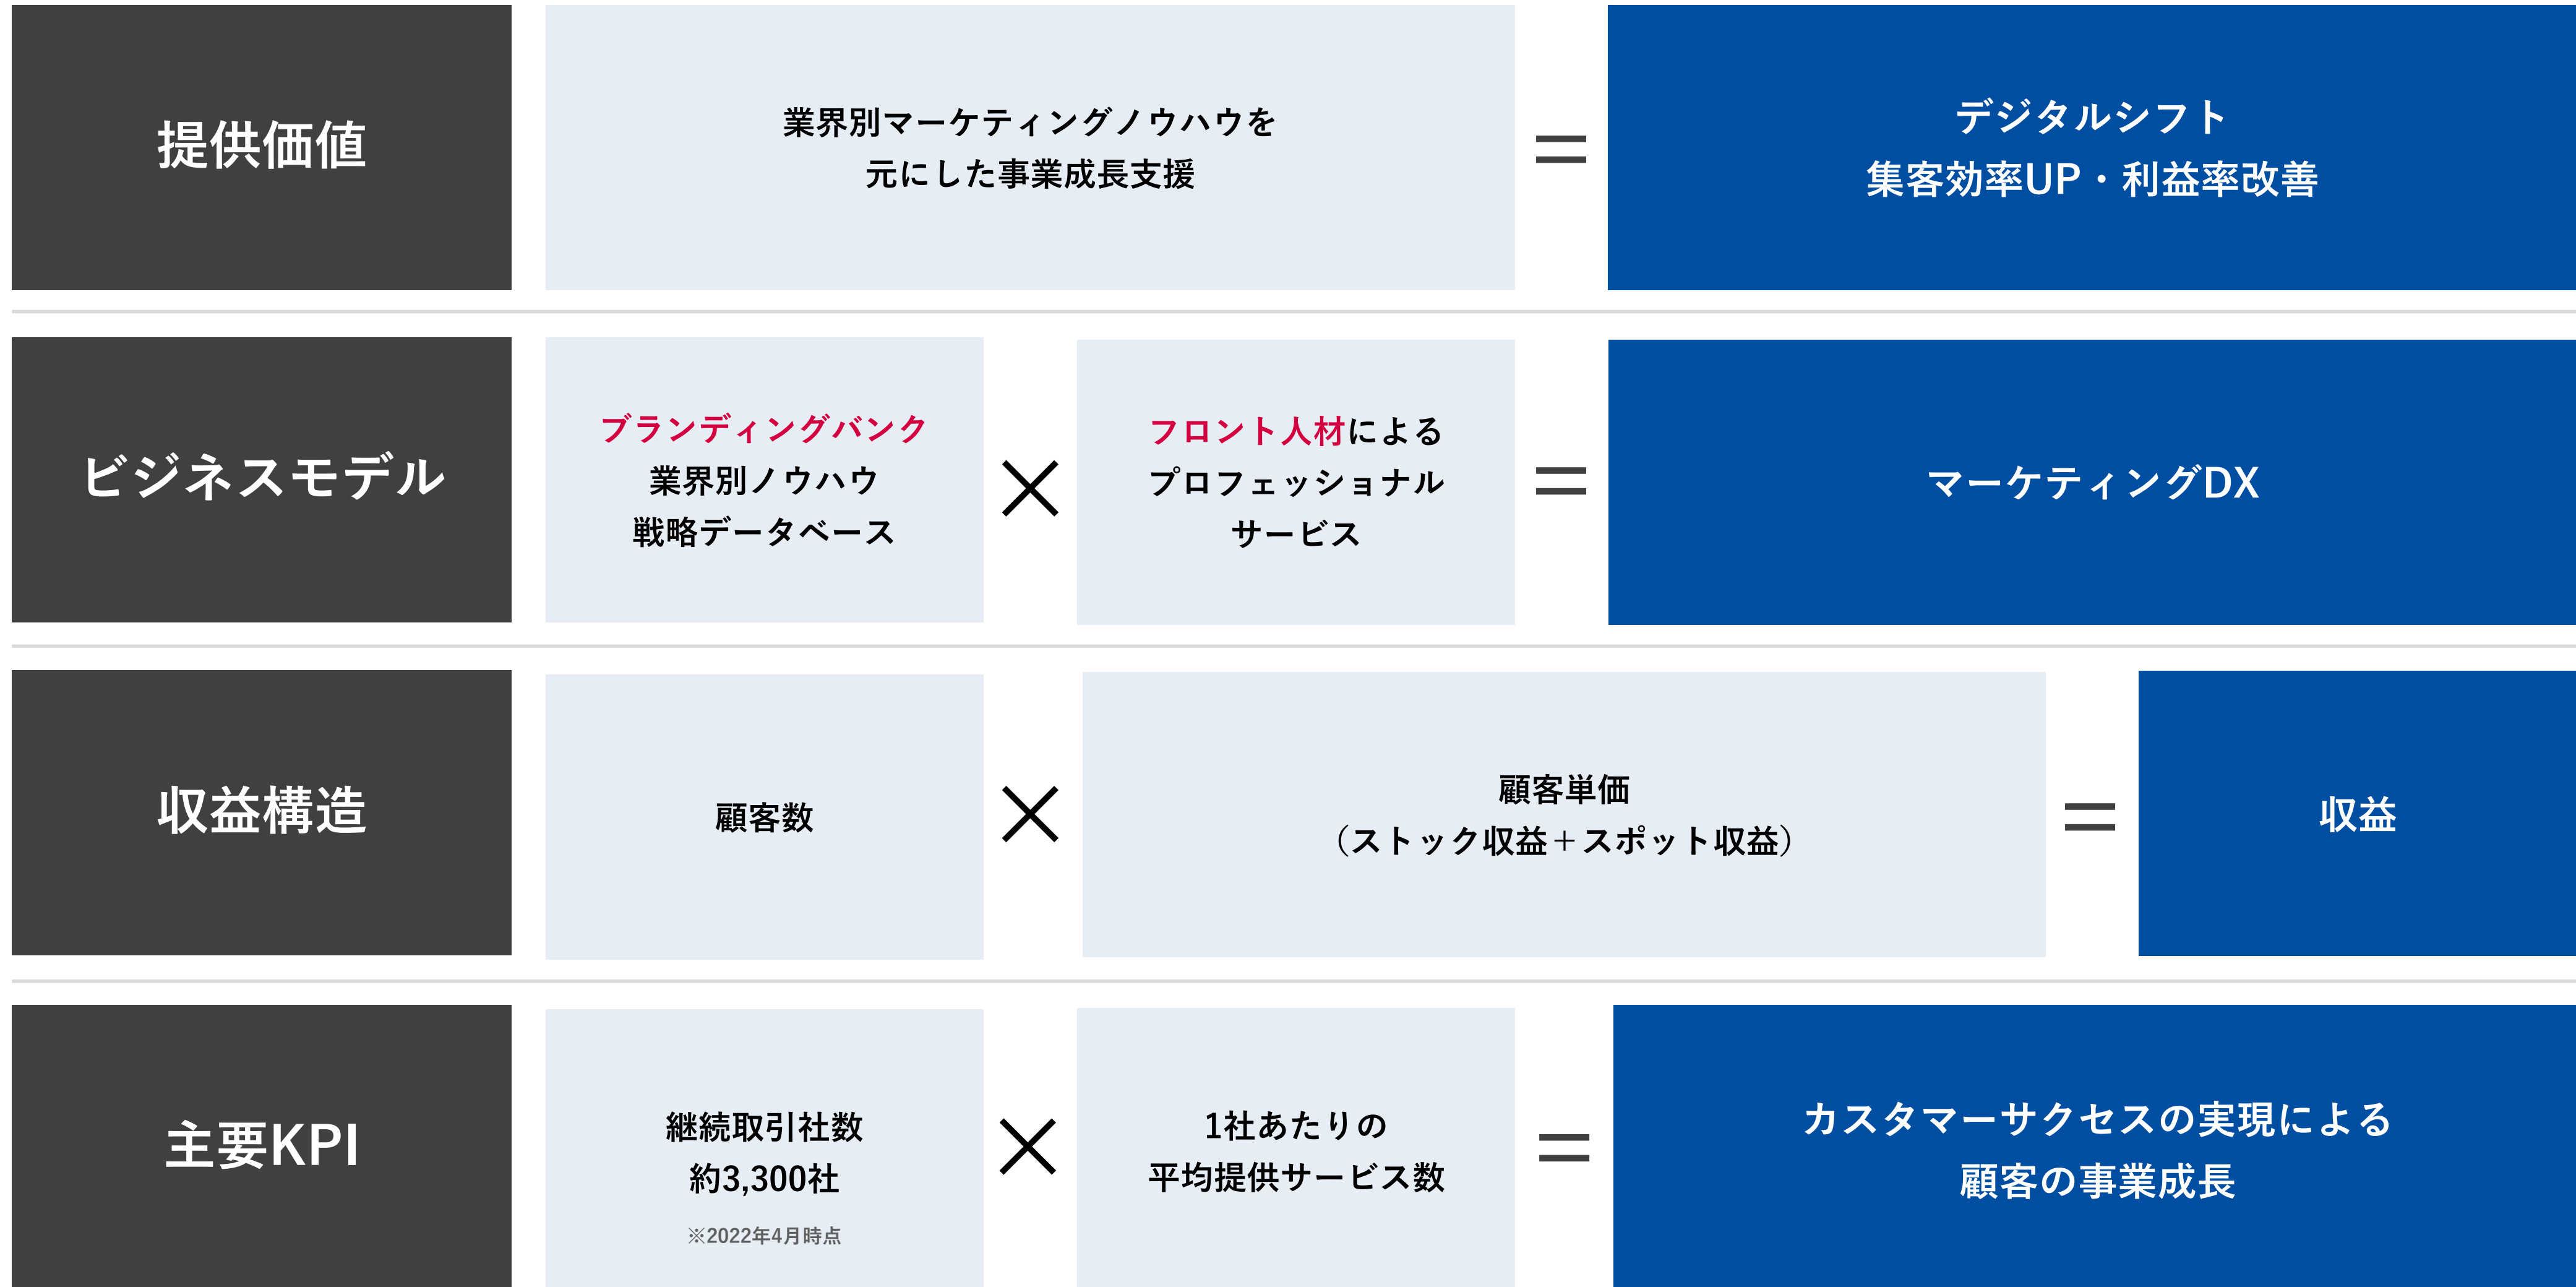 提供価値
業界別マーケティングノウハウを
元にした事業成長支援
＝
デジタルシフト
集客効率UP・利益率改善
ビジネスモデル
ブランディングバンク
業界別ノウハウ
戦略データベース
×
フロント人材による
プロフェッショナル
サービス
＝
マーケティングDX
収益構造
顧客数
×
顧客単価
（ストック収益＋スポット収益）
＝
収益
主要KPI
継続取引社数
約3,300社
※2022年4月時点
×
1社あたりの
平均提供サービス数
＝
カスタマーサクセスの実現による
顧客の事業成長